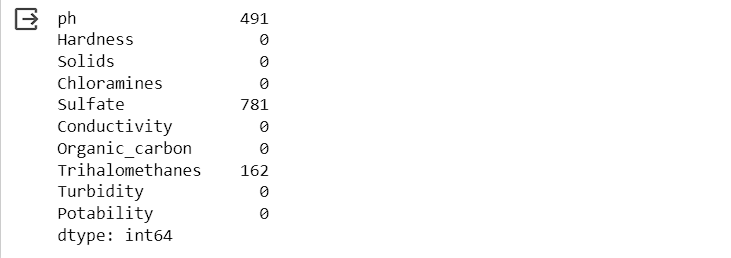 ph 491
Hardness 0
Solids 0
Chloramines 0
Sulfate 781
Conductivity 0
Organic_carbon 0
Trihalomethanes 162
Turbidity 0
Potability 0
dtype: int64